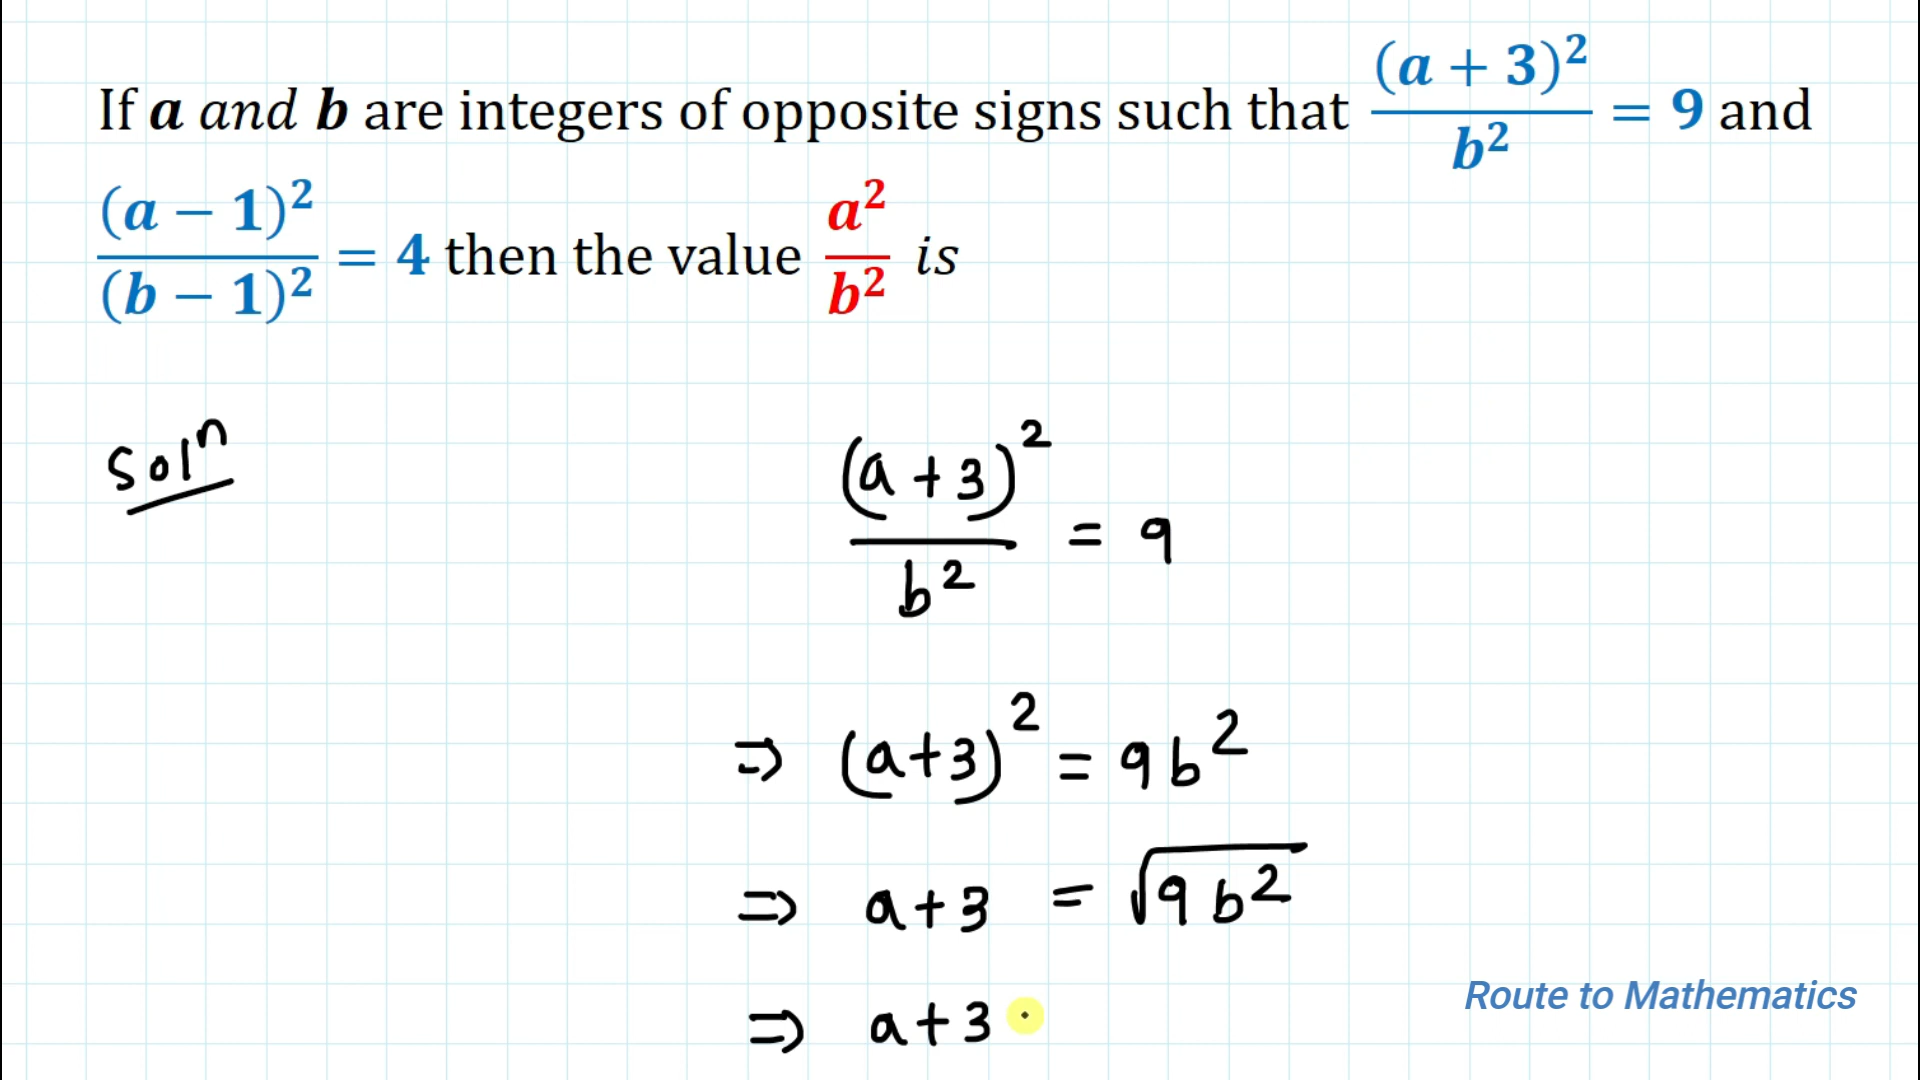 If a and b are integers of opposite signs such that (a + 3)² / b² = 9 and
(a − 1)² / (b − 1)² = 4 then the value a² / b² is
Solⁿ
(a + 3)² / b² = 9
⇒ (a+3)² = 9b²
⇒ a+3 = √9b²
⇒ a+3
Route to Mathematics